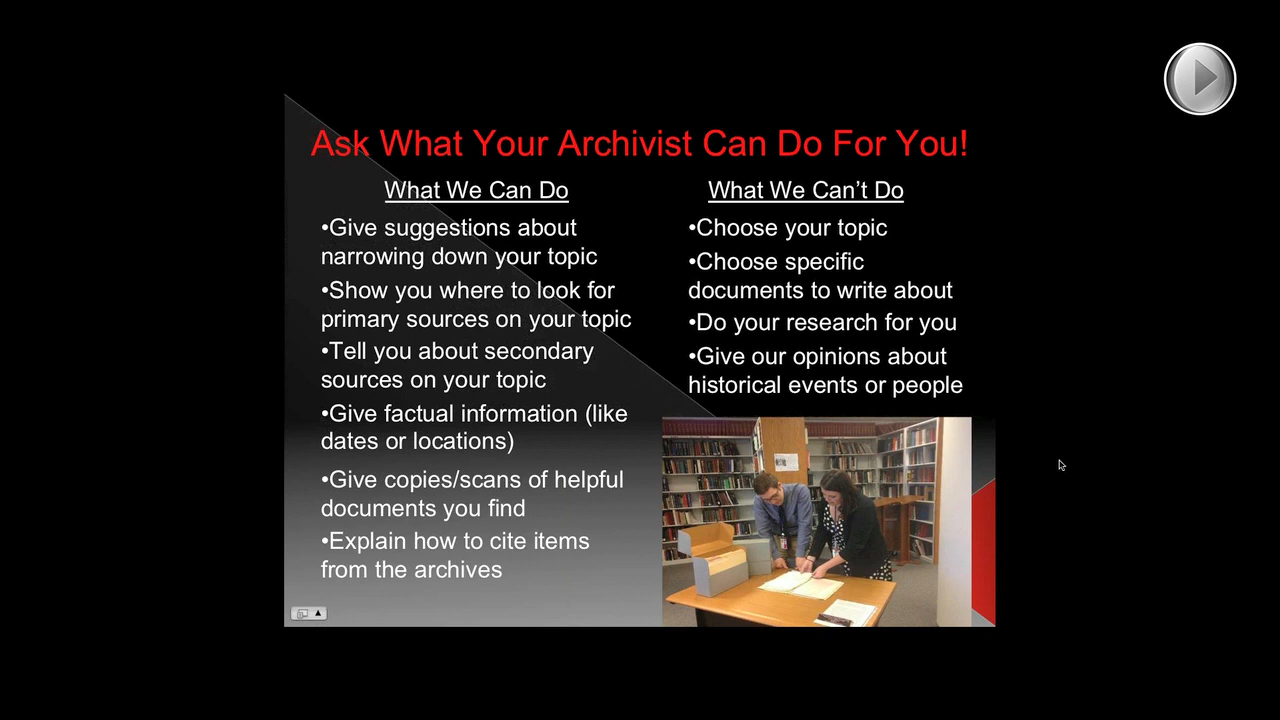 Ask What Your Archivist Can Do For You!
What We Can Do
•Give suggestions about
narrowing down your topic
•Show you where to look for
primary sources on your topic
•Tell you about secondary
sources on your topic
•Give factual information (like
dates or locations)
•Give copies/scans of helpful
documents you find
•Explain how to cite items
from the archives
What We Can’t Do
•Choose your topic
•Choose specific
documents to write about
•Do your research for you
•Give our opinions about
historical events or people